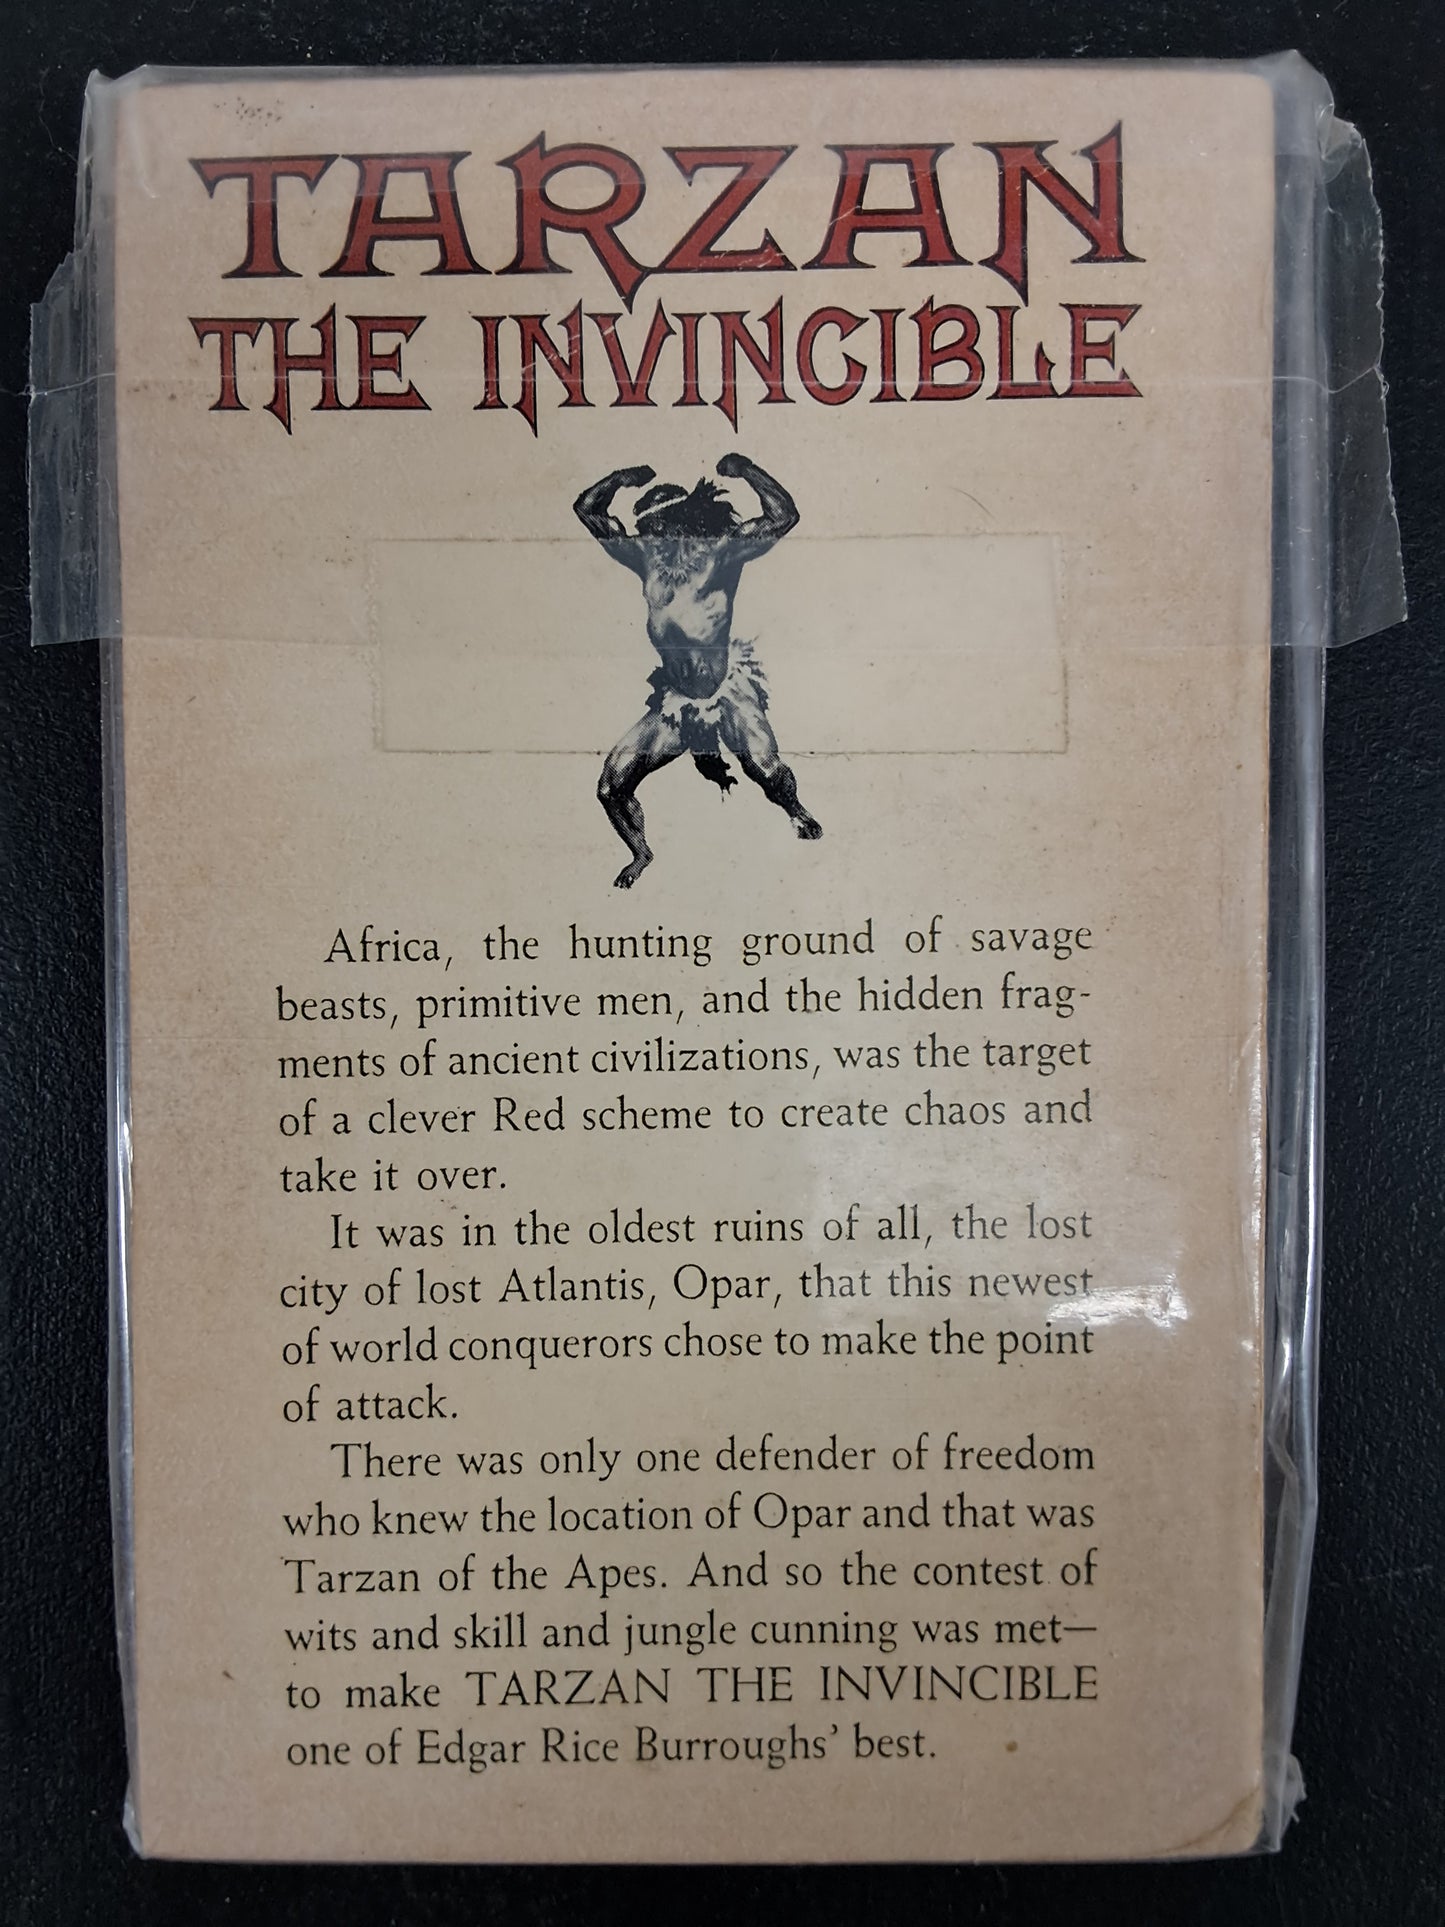 TARZAN
THE INVINCIBLE
Africa, the hunting ground of savage
beasts, primitive men, and the hidden frag-
ments of ancient civilizations, was the target
of a clever Red scheme to create chaos and
take it over.
It was in the oldest ruins of all, the lost
city of lost Atlantis, Opar, that this newest
of world conquerors chose to make the point
of attack.
There was only one defender of freedom
who knew the location of Opar and that was
Tarzan of the Apes. And so the contest of
wits and skill and jungle cunning was met—
to make TARZAN THE INVINCIBLE
one of Edgar Rice Burroughs’ best.